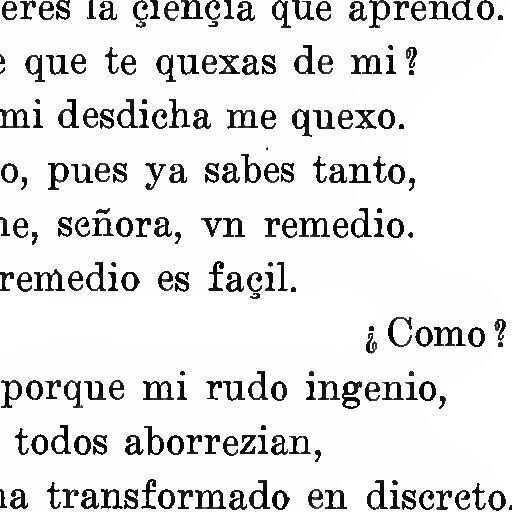 eres la çiençia que aprendo.
que te quexas de mi?
mi desdicha me quexo.
o, pues ya sabes tanto,
me, señora, vn remedio.
remedio es façil.
¿Como?
porque mi rudo ingenio,
todos aborrezian,
ha transformado en discreto.